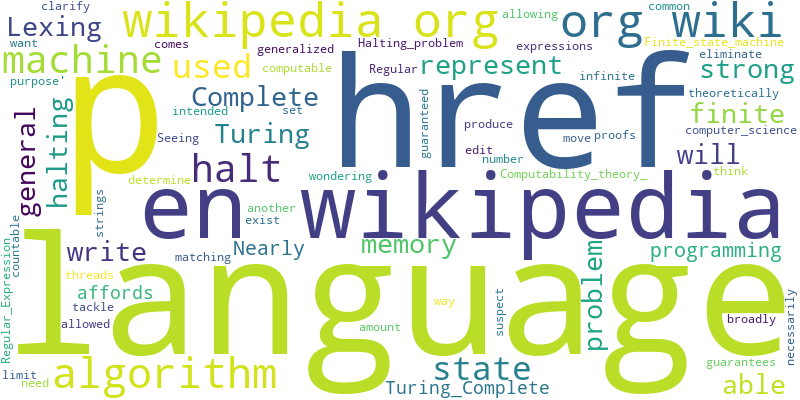 clarify
wikipedia org
org wiki
allowing
common
Lexing
want
comes
generalized
Halting_problem
expressions
Finite_state_machine
eliminate
machine
used
computable
Regular
represent
infinite
strong
purpose'
p
href
Complete
intended
set
theoretically
finite
general
halting
Seeing
Turing
guaranteed
produce
move
proofs
computer_science
edit
number
will
halt
wondering
Computability_theory_
think
determine
en wikipedia
another
exist
strings
countable
Regular_Expression
write
Nearly
matching
memory
problem
programming
language
threads
affords
tackle
allowed
way
amount
suspect
broadly
necessarily
limit
need
algorithm
state
Turing_Complete
guarantees
able